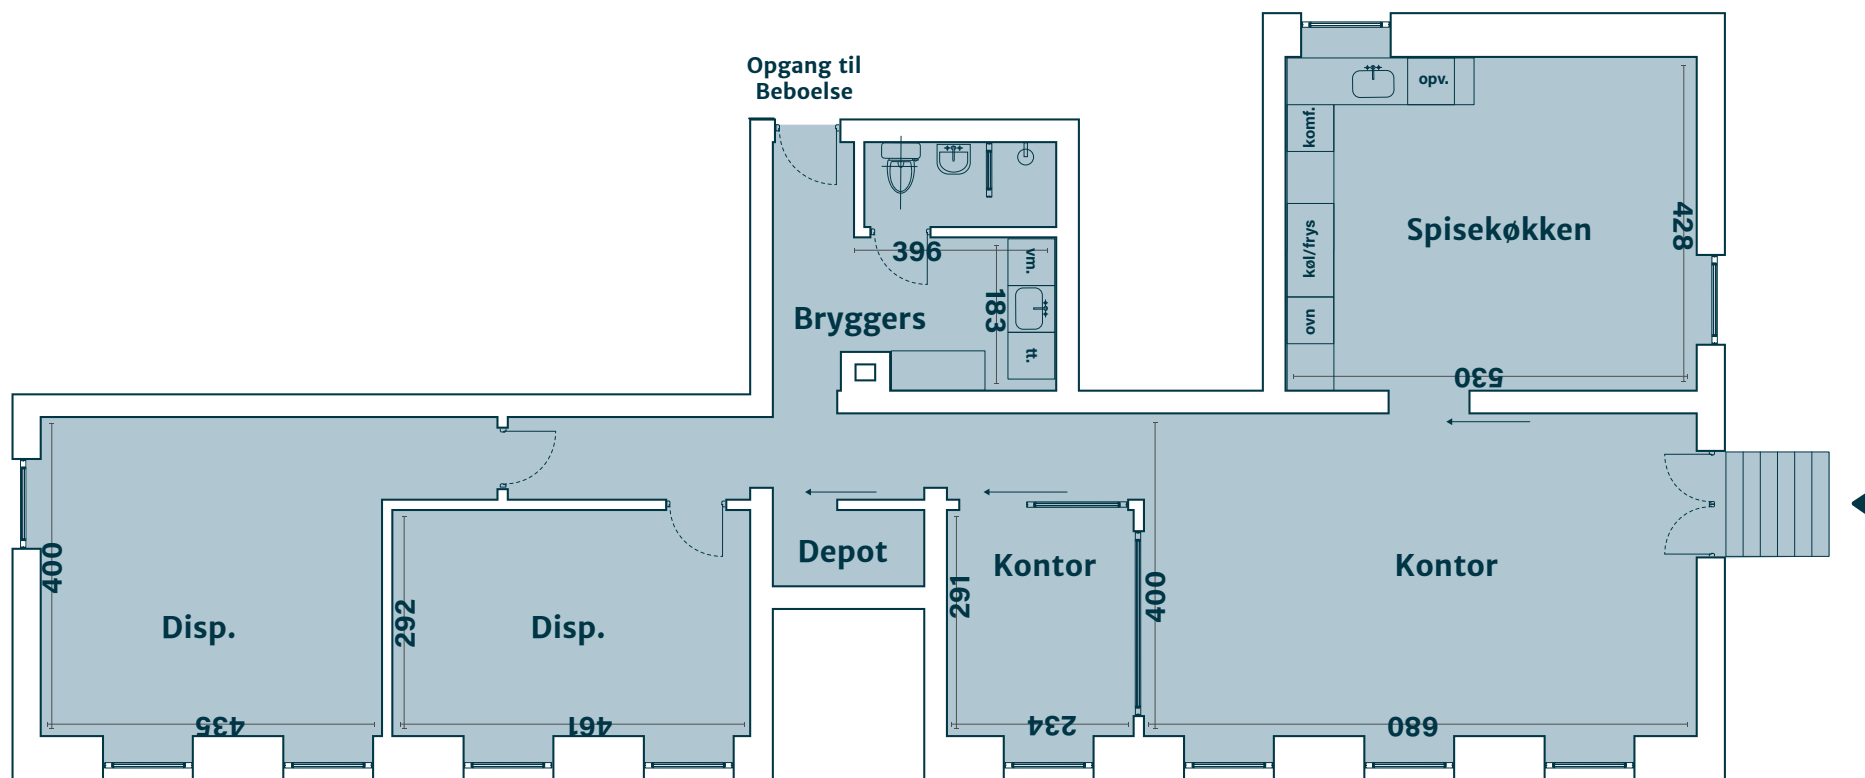 Opgang til
Beboelse
opv.
komf.
køl/frys
ovn
Spisekøkken
428
530
396
vm.
183
Bryggers
tt.
400
Disp.
435
292
Disp.
461
Depot
291
Kontor
234
400
Kontor
680